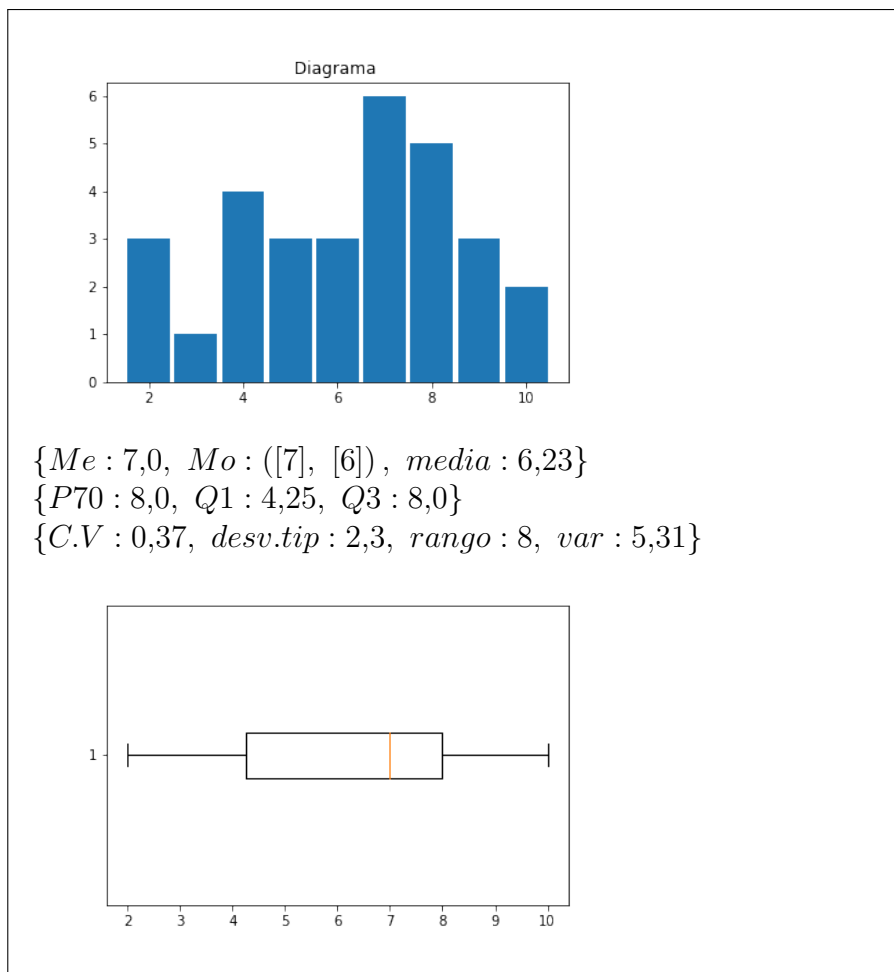 Diagrama
6
5
4
3
2
1
0
2 4 6 8 10
{Me : 7,0, Mo : ([7], [6]), media : 6,23}
{P70 : 8,0, Q1 : 4,25, Q3 : 8,0}
{C.V : 0,37, desv.tip : 2,3, rango : 8, var : 5,31}
1
2 3 4 5 6 7 8 9 10